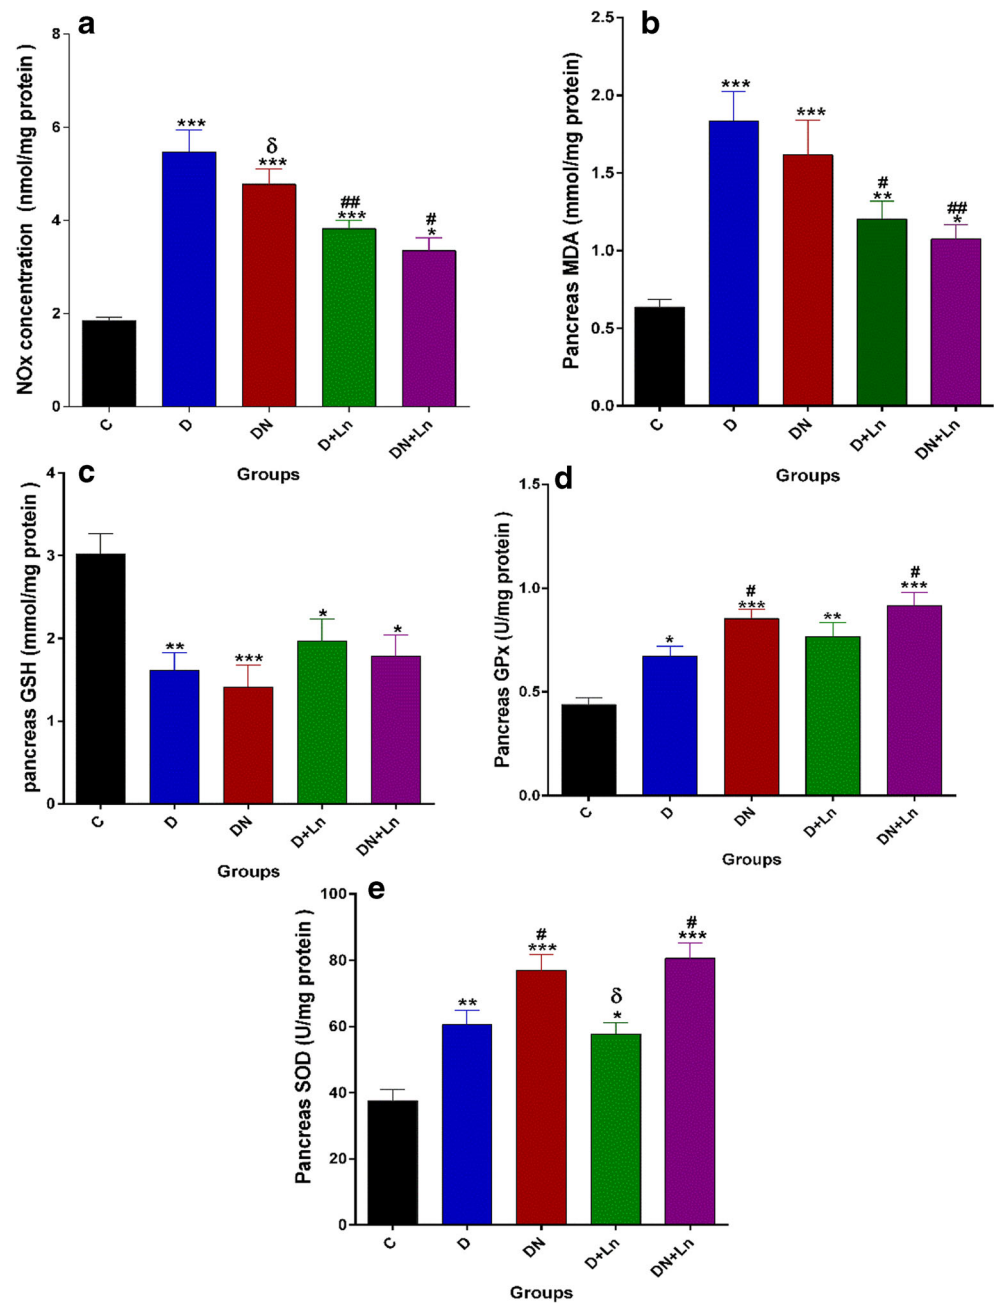 a
NOx concentration (nmol/mg protein )
8
6
4
2
0
***
δ
***
##
***
#
*
C
D
DN
D+Ln
DN+Ln
Groups
b
Pancreas MDA (mmol/mg protein)
2.5
2.0
1.5
1.0
0.5
0.0
***
***
#
**
##
*
C
D
DN
D+Ln
DN+Ln
Groups
c
pancreas GSH (mmol/mg protein )
4
3
2
1
0
**
***
*
*
C
D
DN
D+Ln
DN+Ln
Groups
d
Pancreas GPx (U/mg protein )
1.5
1.0
0.5
0.0
*
#
***
**
#
***
C
D
DN
D+Ln
DN+Ln
Groups
e
Pancreas SOD (U/mg protein )
100
80
60
40
20
0
**
#
***
δ
*
#
***
C
D
DN
D+Ln
DN+Ln
Groups